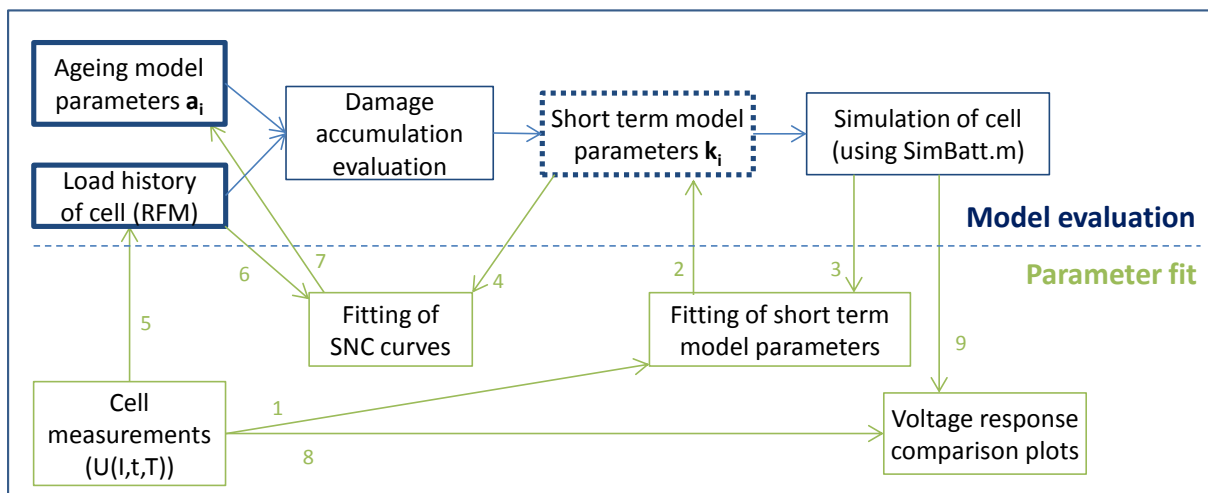 Ageing model
parameters ai
Load history
of cell (RFM)
Damage
accumulation
evaluation
Short term model
parameters ki
Simulation of cell
(using SimBatt.m)
Model evaluation
Parameter fit
6
7
4
2
3
5
9
Fitting of
SNC curves
Fitting of short term
model parameters
Cell
measurements
(U(I,t,T))
1
8
Voltage response
comparison plots